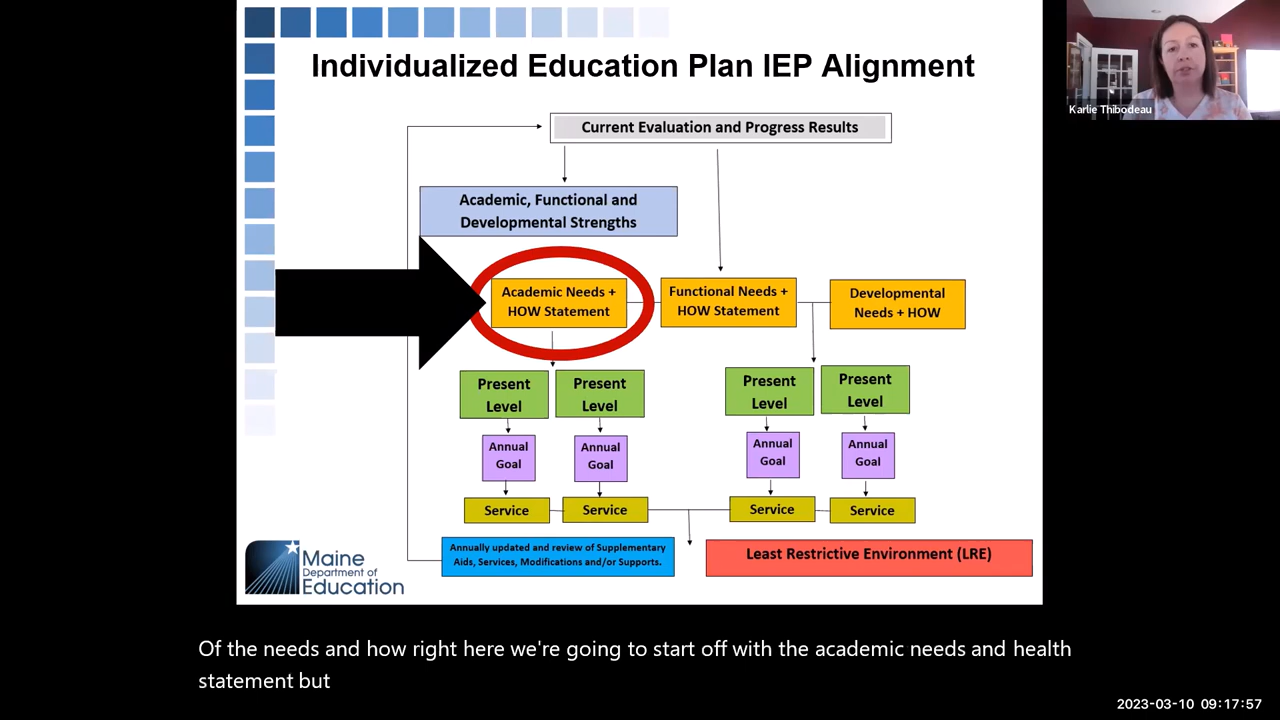 Individualized Education Plan IEP Alignment
Karlie Thibodeau
Current Evaluation and Progress Results
Academic, Functional and
Developmental Strengths
Academic Needs +
HOW Statement
Functional Needs +
HOW Statement
Developmental
Needs + HOW
Present
Level
Present
Level
Present
Level
Present
Level
Annual
Goal
Annual
Goal
Annual
Goal
Annual
Goal
Service
Service
Service
Service
Annually updated and review of Supplementary
Aids, Services, Modifications and/or Supports.
Least Restrictive Environment (LRE)
Maine
Department of
Education
Of the needs and how right here we're going to start off with the academic needs and health
statement but
2023-03-10 09:17:57